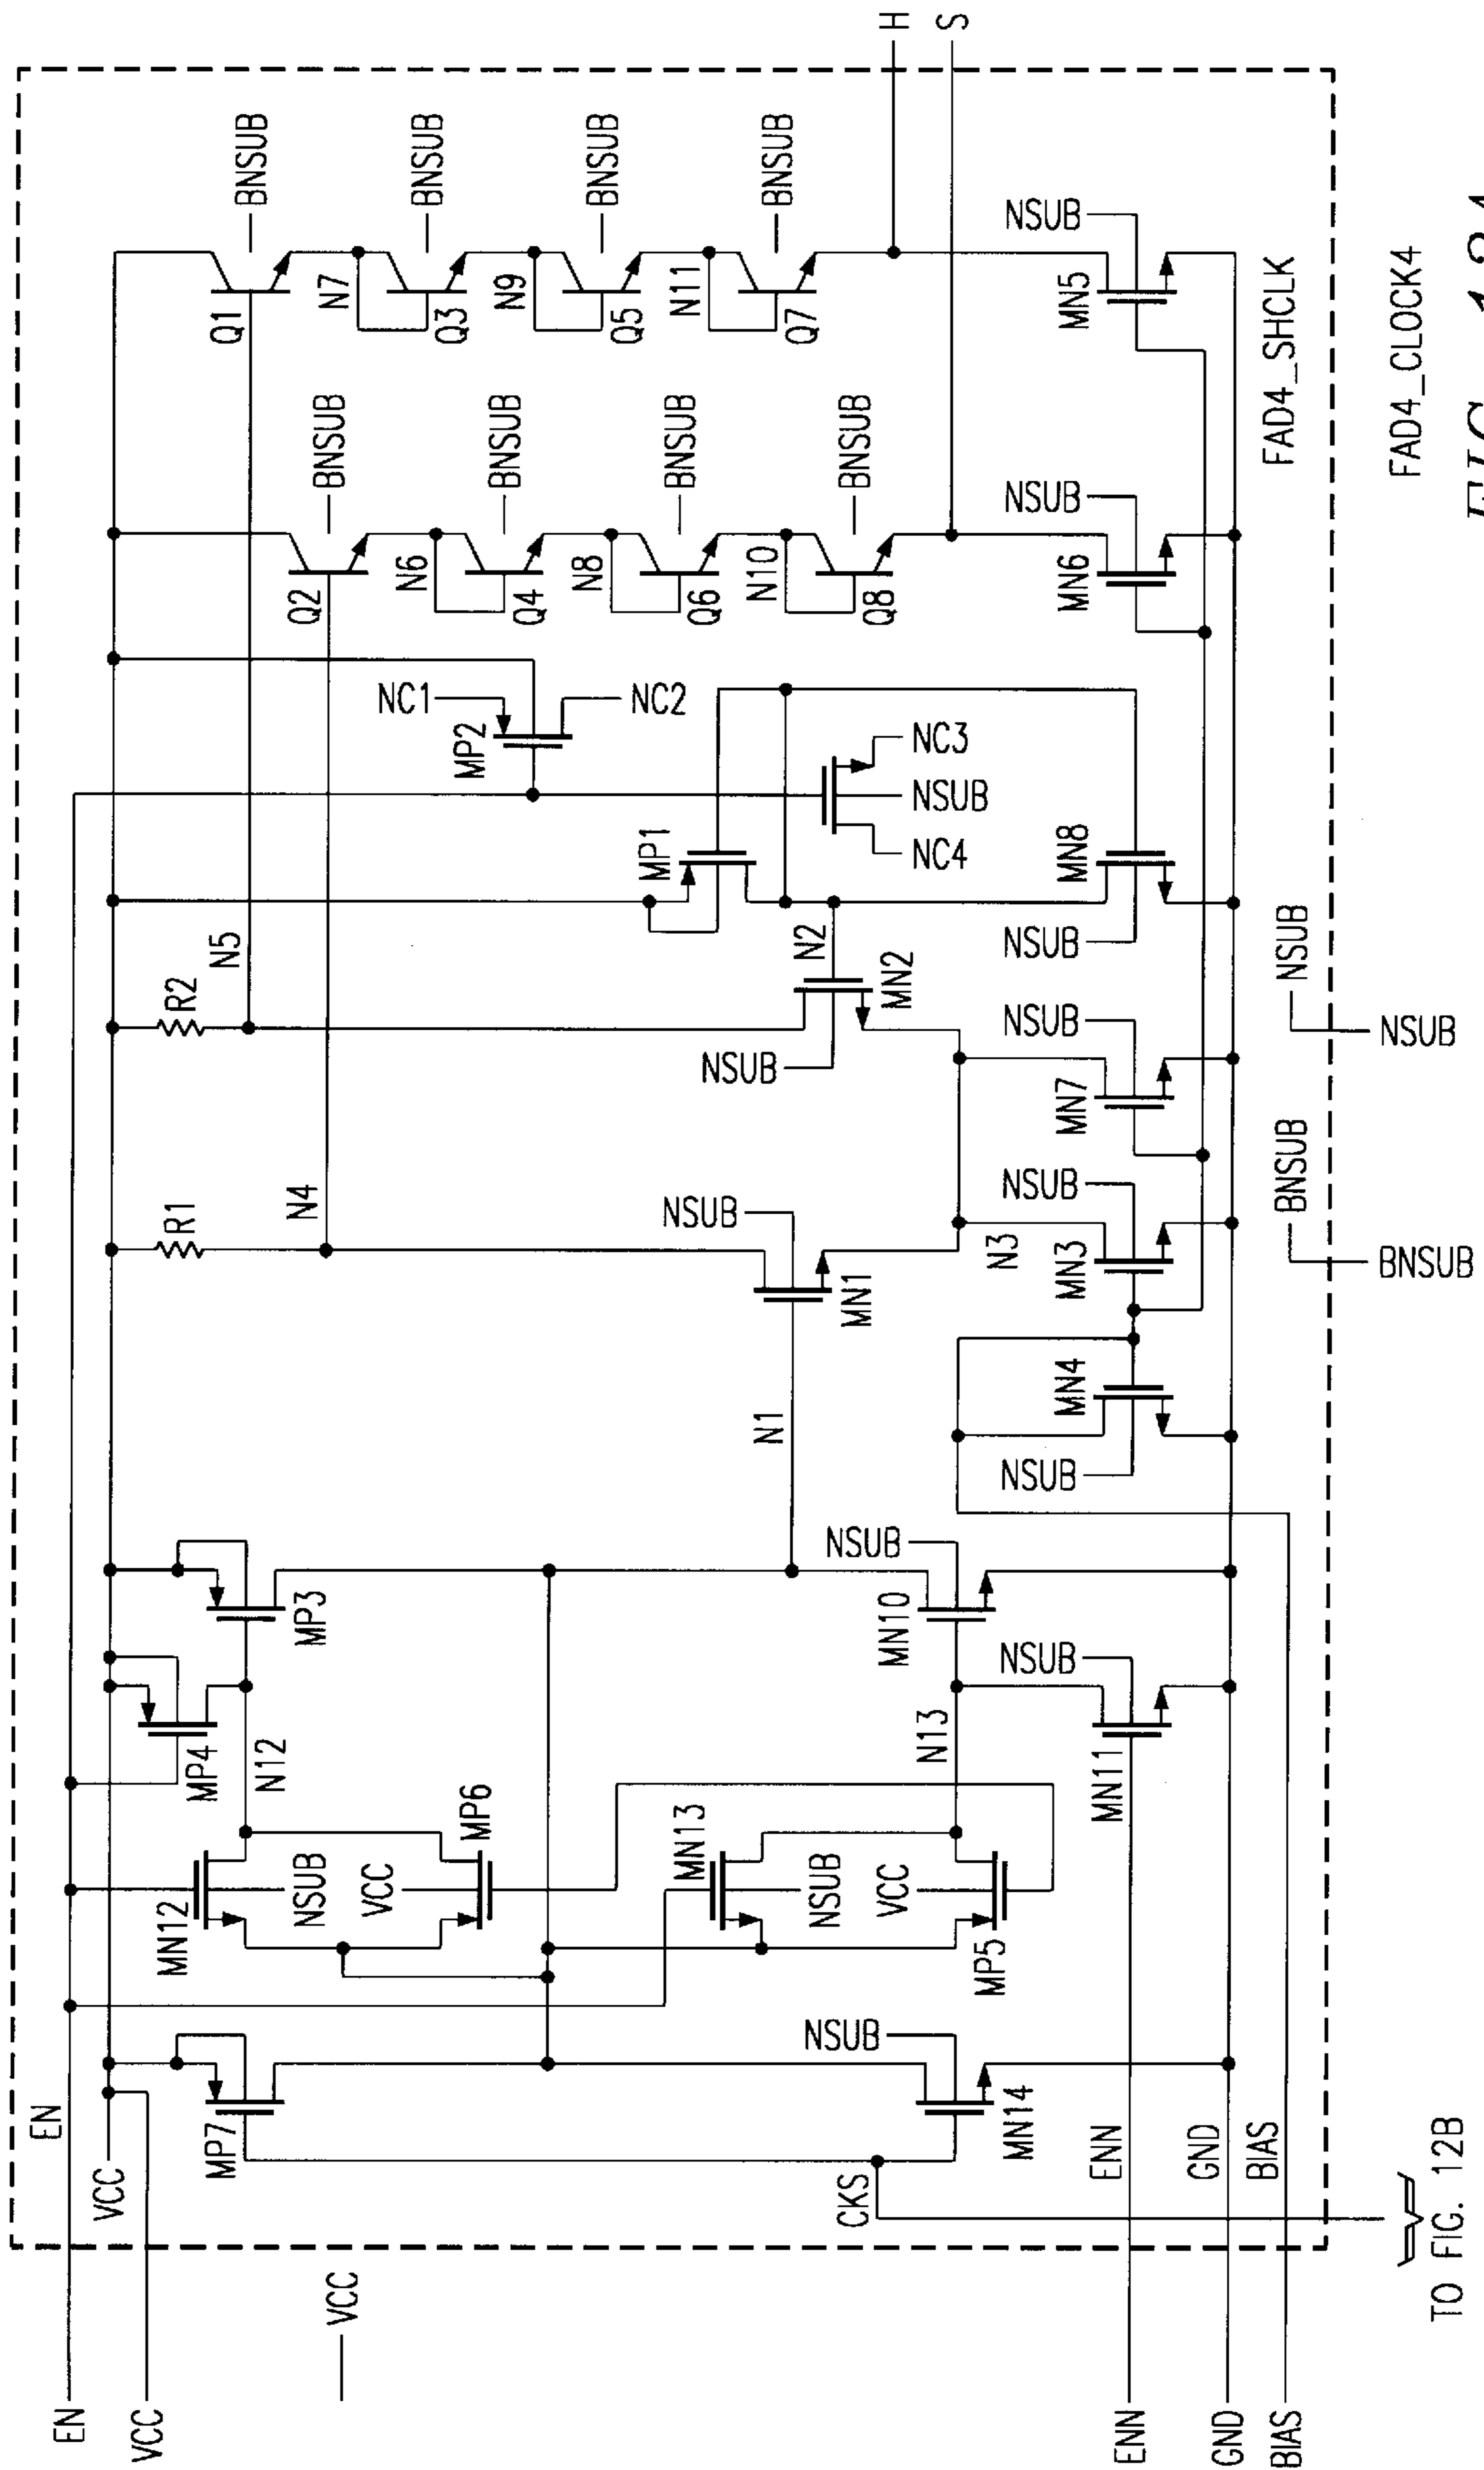 EN
EN
VCC
VCC
VCC
MP7
MN12
NSUB
VCC
MP6
MP4
N12
MP3
R1
N4
R2
N5
Q1
BNSUB
N7
Q3
BNSUB
N9
Q5
BNSUB
N11
Q7
BNSUB
Q2
BNSUB
N6
Q4
BNSUB
N8
Q6
BNSUB
N10
Q8
BNSUB
NC1
MP2
NC2
MP1
NC3
NSUB
NC4
H
S
CKS
NSUB
MN14
MN13
NSUB
VCC
MP5
N13
NSUB
MN10
N1
NSUB
MN1
N2
NSUB
MN2
NSUB
MN8
ENN
ENN
MN11
NSUB
NSUB
MN4
N3
NSUB
MN3
NSUB
MN7
NSUB
MN6
NSUB
MN5
GND
GND
BIAS
BIAS
FAD4_SHCLK
BNSUB
BNSUB
NSUB
NSUB
FAD4_CLOCK4
TO FIG. 12B